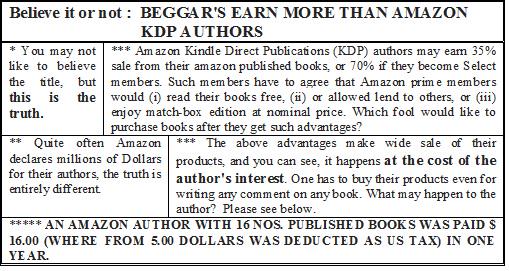 Believe it or not : BEGGAR'S EARN MORE THAN AMAZON
KDP AUTHORS
* You may not
like to believe
the title, but
this is the
truth.
*** Amazon Kindle Direct Publications (KDP) authors may earn 35%
sale from their amazon published books, or 70% if they become Select
members. Such members have to agree that Amazon prime members
would (i) read their books free, (ii) or allowed lend to others, or (iii)
enjoy match-box edition at nominal price. Which fool would like to
purchase books after they get such advantages?
** Quite often Amazon
declares millions of Dollars
for their authors, the truth is
entirely different.
*** The above advantages make wide sale of their
products, and you can see, it happens at the cost of the
author's interest. One has to buy their products even for
writing any comment on any book. What may happen to the
author? Please see below.
***** AN AMAZON AUTHOR WITH 16 NOS. PUBLISHED BOOKS WAS PAID $
16.00 (WHERE FROM 5.00 DOLLARS WAS DEDUCTED AS US TAX) IN ONE
YEAR.